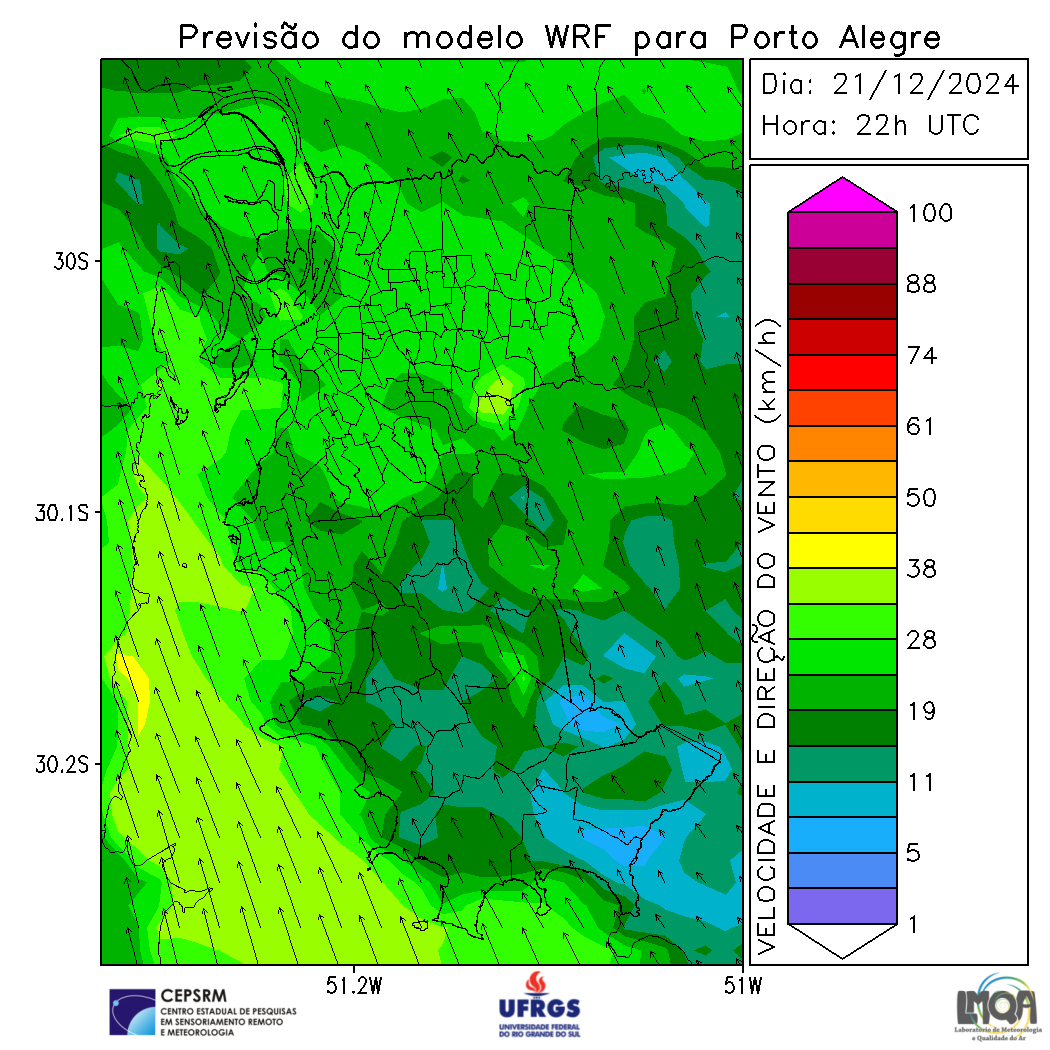 Previsão do modelo WRF para Porto Alegre
Dia: 21/12/2024
Hora: 22h UTC
30S
30.1S
30.2S
51.2W
51W
VELOCIDADE E DIREÇÃO DO VENTO (km/h)
100
88
74
61
50
38
28
19
11
5
1
CEPSRM
CENTRO ESTADUAL DE PESQUISAS
EM SENSORIAMENTO REMOTO
E METEOROLOGIA
UFRGS
UNIVERSIDADE FEDERAL
DO RIO GRANDE DO SUL
LMQA
Laboratório de Meteorologia
e Qualidade do Ar